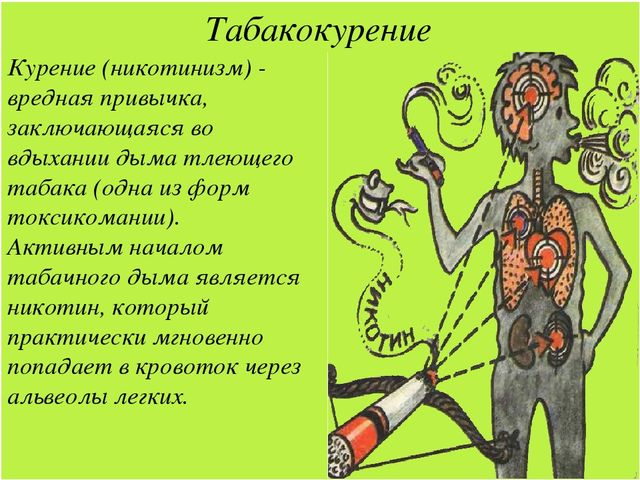 Табакокурение
Курение (никотинизм) -
вредная привычка,
заключающаяся во
вдыхании дыма тлеющего
табака (одна из форм
токсикомании).
Активным началом
табачного дыма является
никотин, который
практически мгновенно
попадает в кровоток через
альвеолы легких.
НИКОТИН